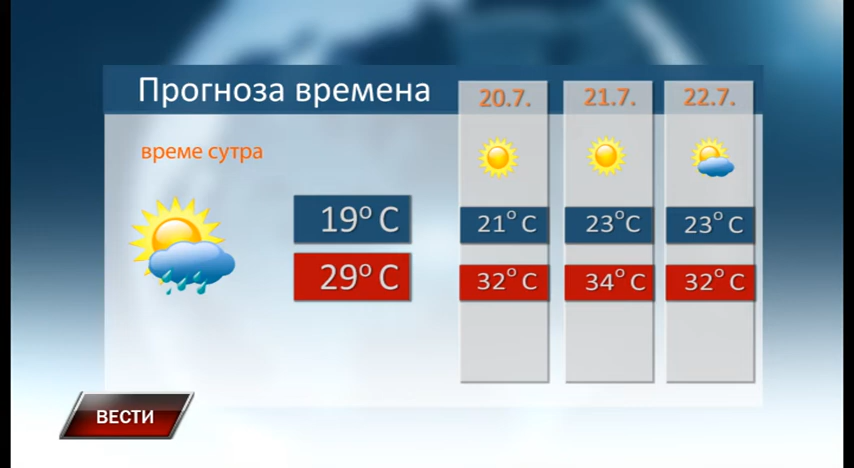 Прогноза времена
време сутра
19° C
29° C
20.7. 21.7. 22.7.
21° C 23°C 23° C
32° C 34° C 32° C
ВЕСТИ